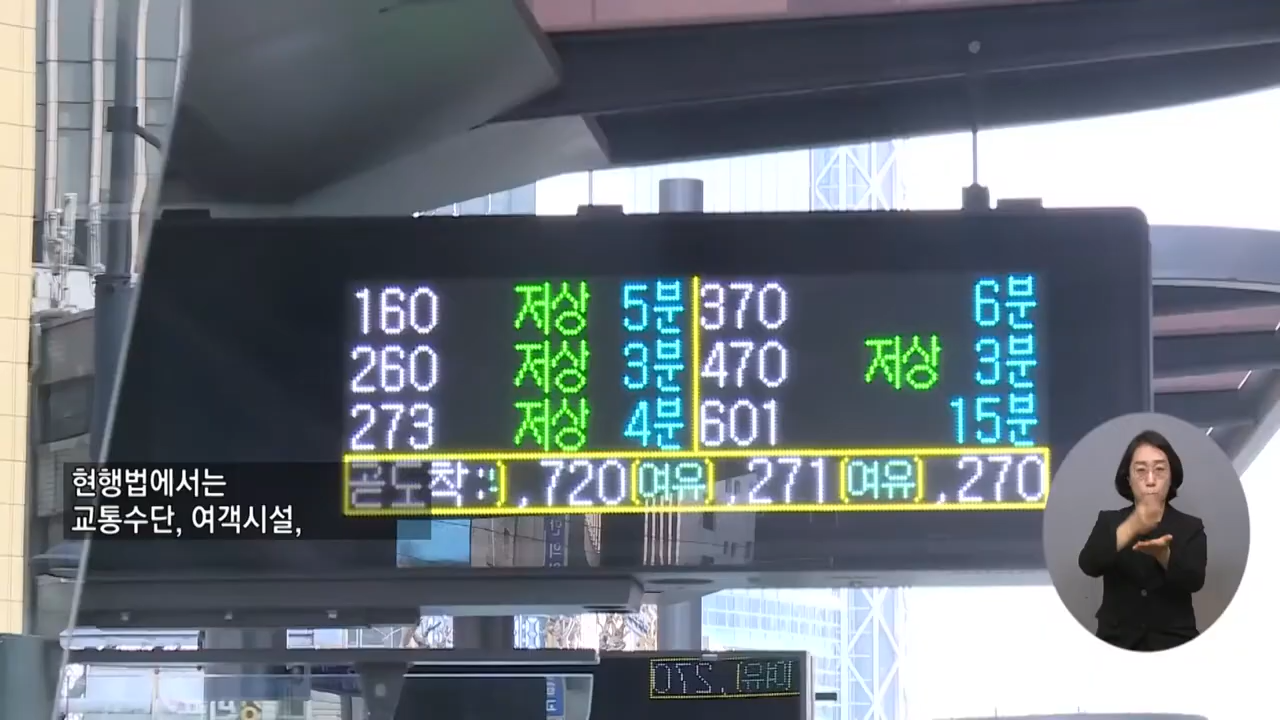 160 저상 5분 370 6분
260 저상 3분 470 저상 3분
273 저상 4분 601 15분
곧도착:), 720(여유), 271(여유), 270
현행법에서는
교통수단, 여객시설,